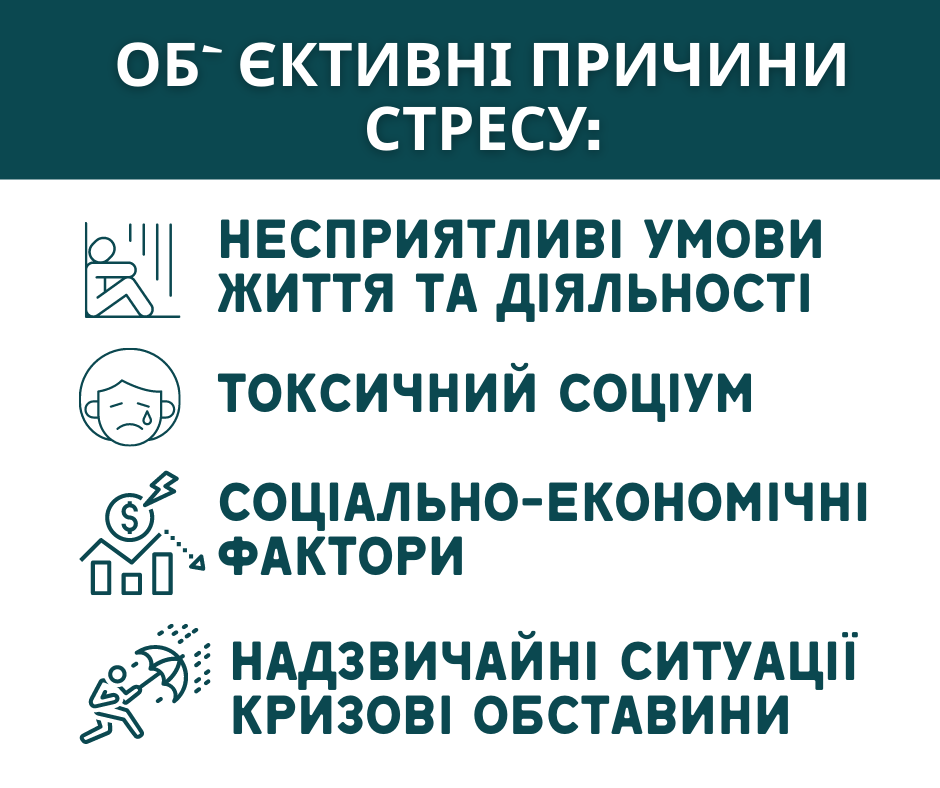 ОБ` ЄКТИВНІ ПРИЧИНИ
СТРЕСУ:
НЕСПРИЯТЛИВІ УМОВИ
ЖИТТЯ ТА ДІЯЛЬНОСТІ
ТОКСИЧНИЙ СОЦІУМ
$
СОЦІАЛЬНО-ЕКОНОМІЧНІ
ФАКТОРИ
НАДЗВИЧАЙНІ СИТУАЦІЇ
КРИЗОВІ ОБСТАВИНИ